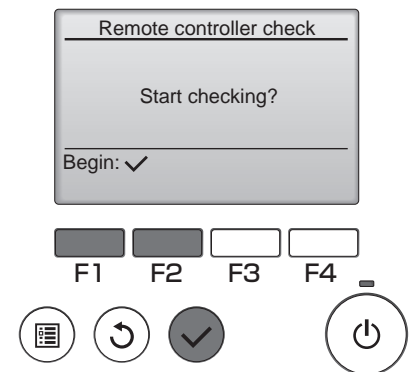 Remote controller check
Start checking?
Begin: ✓
F1 F2 F3 F4